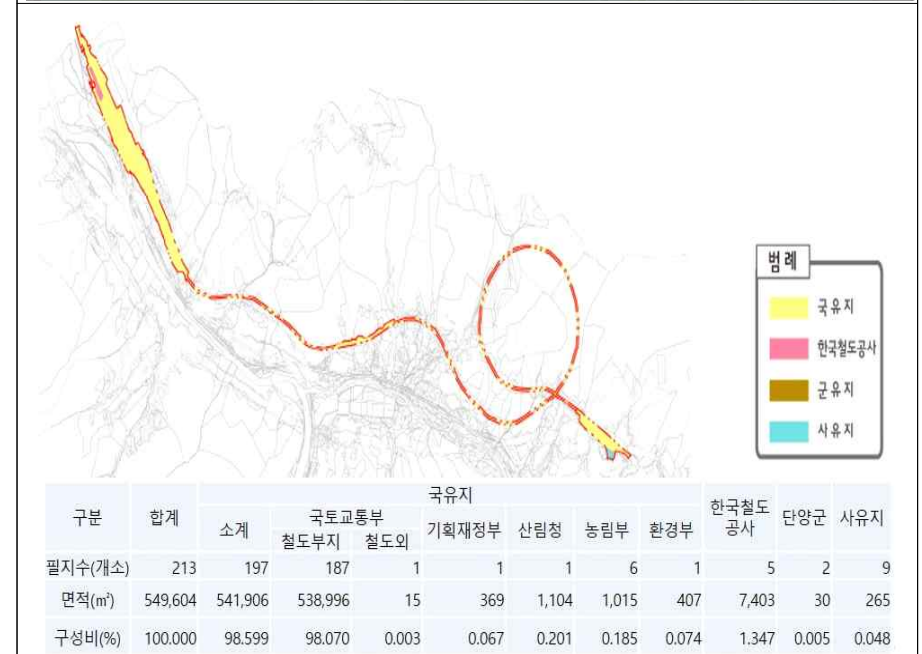 범례
국유지
한국철도공사
군유지
사유지
구분 합계 국유지 한국철도공사 단양군 사유지
소계 국토교통부 기획재정부 산림청 농림부 환경부
철도부지 철도외
필지수(개소) 213 197 187 1 1 1 6 1 5 2 9
면적(㎡) 549,604 541,906 538,996 15 369 1,104 1,015 407 7,403 30 265
구성비(%) 100.000 98.599 98.070 0.003 0.067 0.201 0.185 0.074 1.347 0.005 0.048